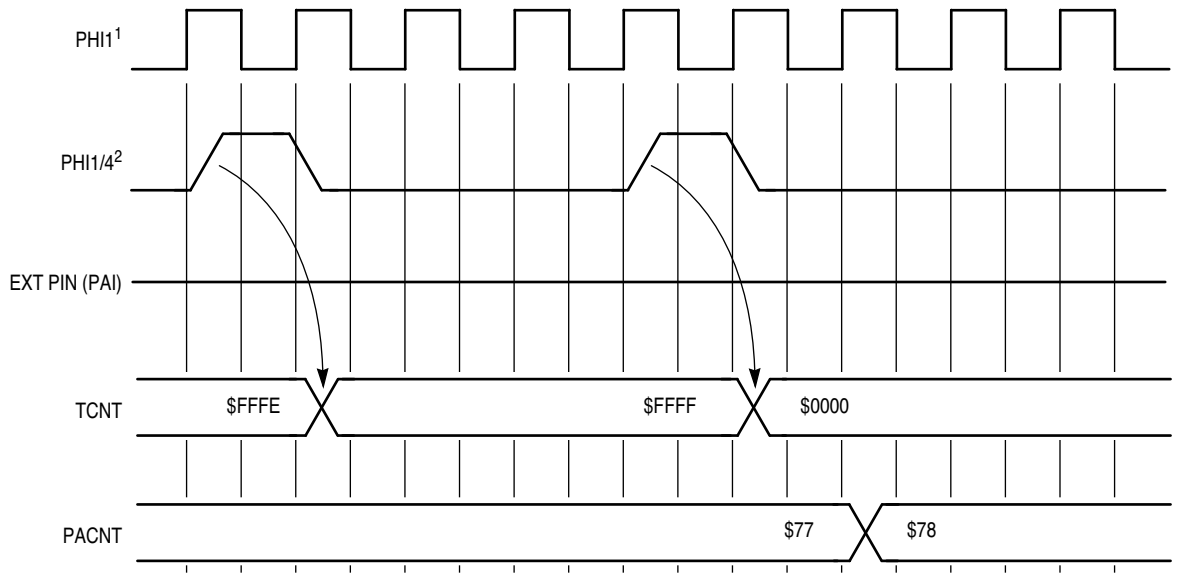 PHI1¹
PHI1/4²
EXT PIN (PAI)
TCNT $FFFE $FFFF $0000
PACNT $77 $78